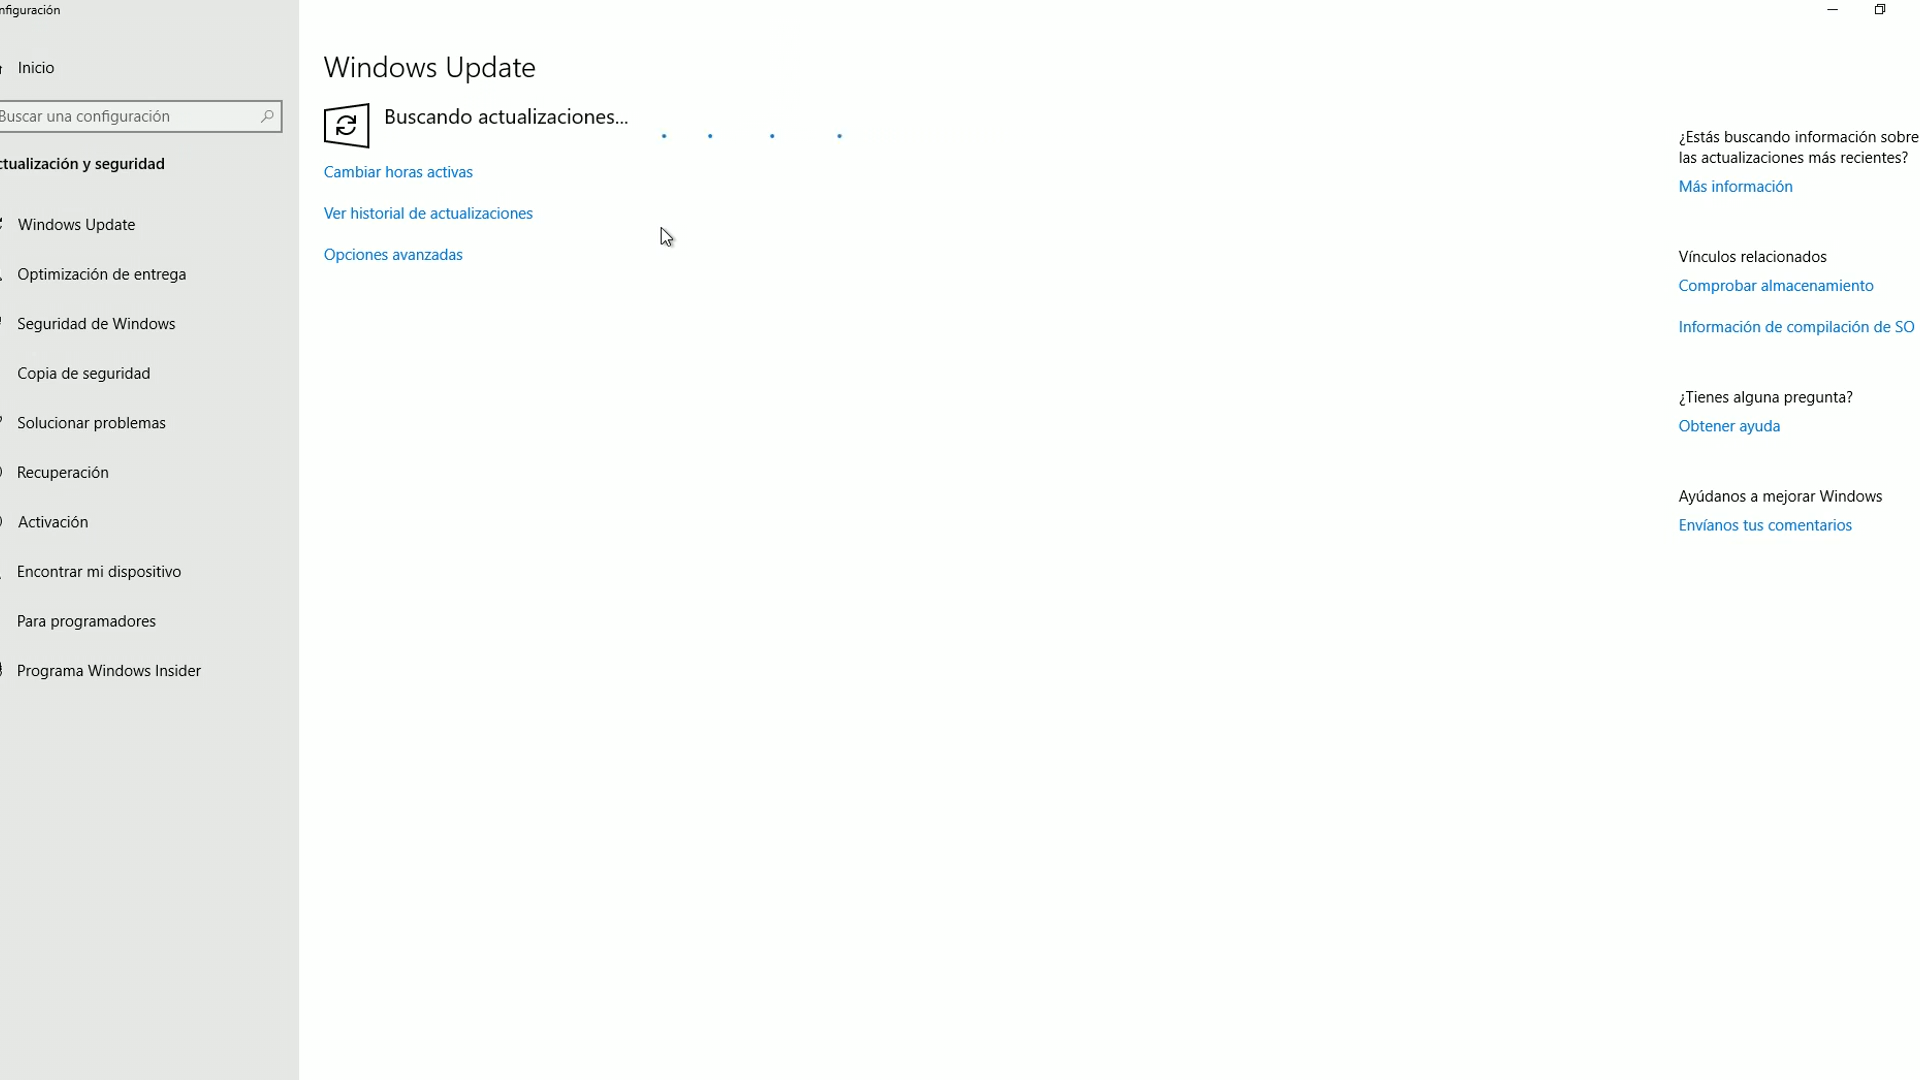 nfiguración
Inicio
Buscar una configuración
ctualización y seguridad
Windows Update
Optimización de entrega
Seguridad de Windows
Copia de seguridad
Solucionar problemas
Recuperación
Activación
Encontrar mi dispositivo
Para programadores
Programa Windows Insider
Windows Update
Buscando actualizaciones...
Cambiar horas activas
Ver historial de actualizaciones
Opciones avanzadas
¿Estás buscando información sobre
las actualizaciones más recientes?
Más información
Vínculos relacionados
Comprobar almacenamiento
Información de compilación de SO
¿Tienes alguna pregunta?
Obtener ayuda
Ayúdanos a mejorar Windows
Envíanos tus comentarios